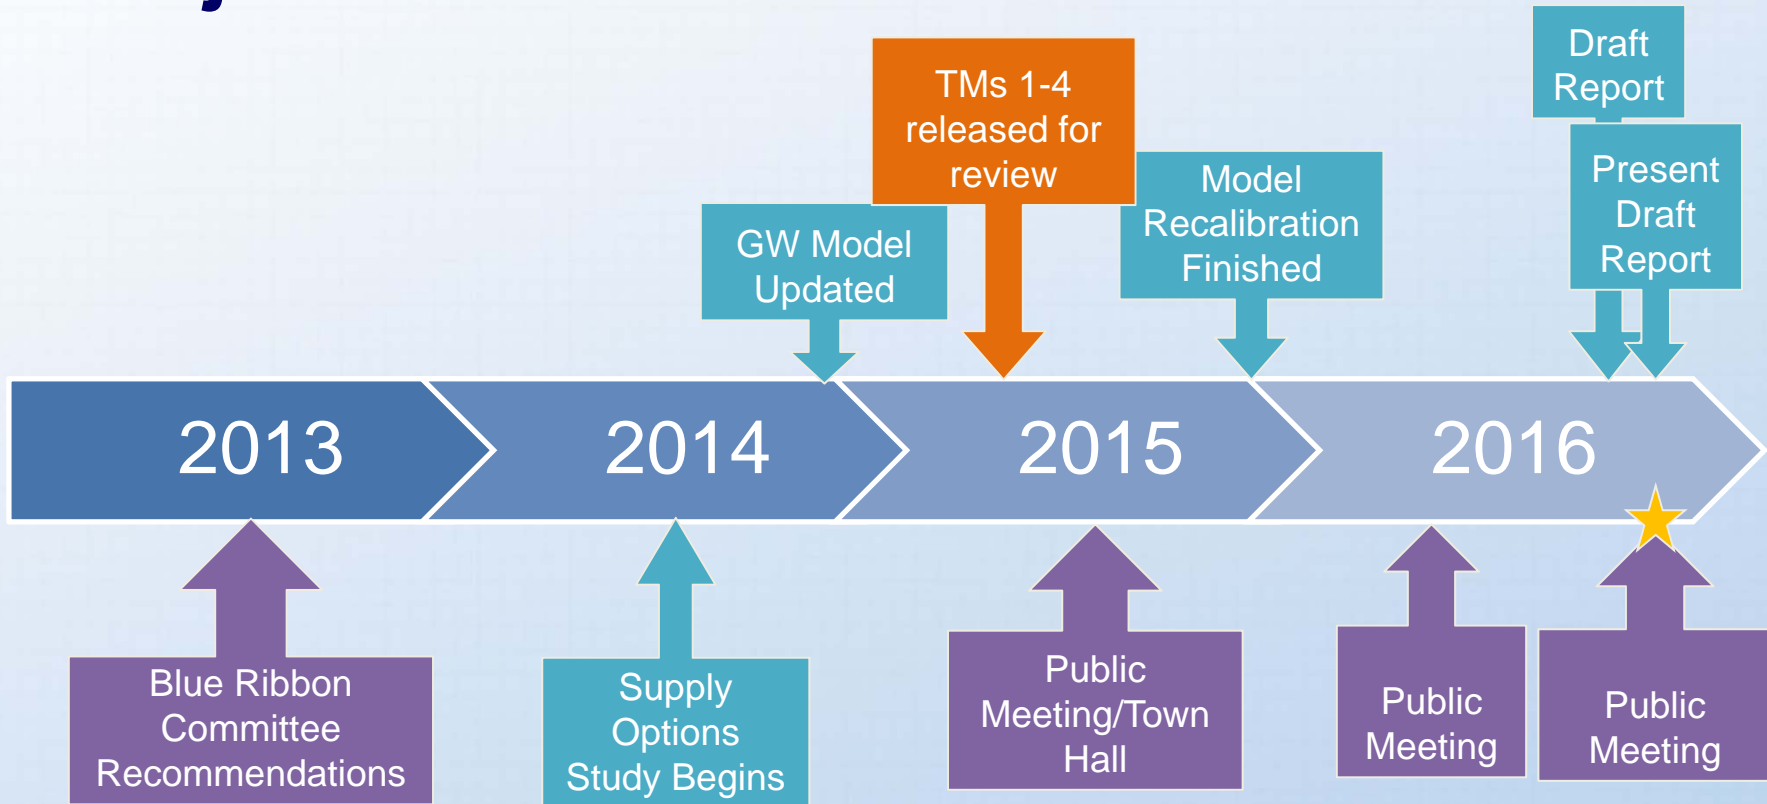 Draft
Report
TMs 1-4
released for
review
Present
Draft
Report
Model
Recalibration
Finished
GW Model
Updated
2013
2014
2015
2016
Blue Ribbon
Committee
Recommendations
Supply
Options
Study Begins
Public
Meeting/Town
Hall
Public
Meeting
Public
Meeting